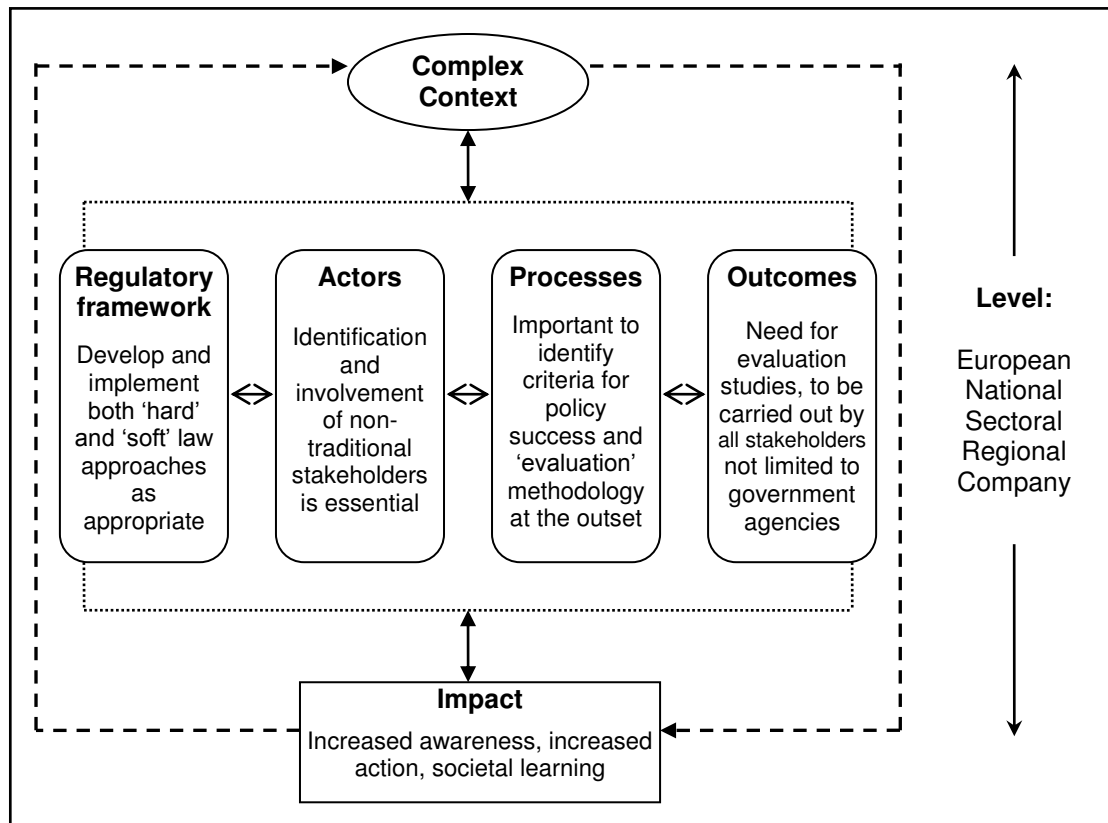 Complex
Context
Regulatory
framework
Develop and
implement
both ‘hard’
and ‘soft’ law
approaches
as
appropriate
Actors
Identification
and
involvement
of non-
traditional
stakeholders
is essential
Processes
Important to
identify
criteria for
policy
success and
‘evaluation’
methodology
at the outset
Outcomes
Need for
evaluation
studies, to be
carried out by
all stakeholders
not limited to
government
agencies
Impact
Increased awareness, increased
action, societal learning
Level:
European
National
Sectoral
Regional
Company